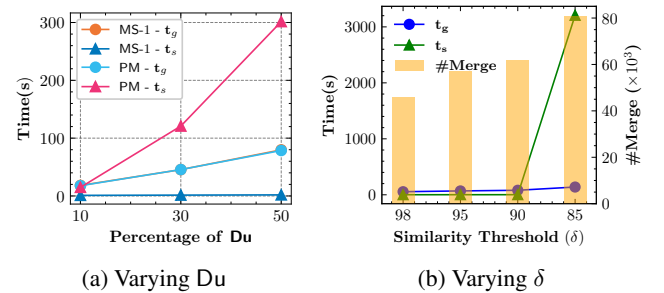 300
200
100
0
Time(s)
MS-1 - t_g
MS-1 - t_s
PM - t_g
PM - t_s
10 30 50
Percentage of Du
(a) Varying Du
3000
2000
1000
0
Time(s)
t_g
t_s
#Merge
80
60
40
20
0
#Merge (×10³)
98 95 90 85
Similarity Threshold (δ)
(b) Varying δ